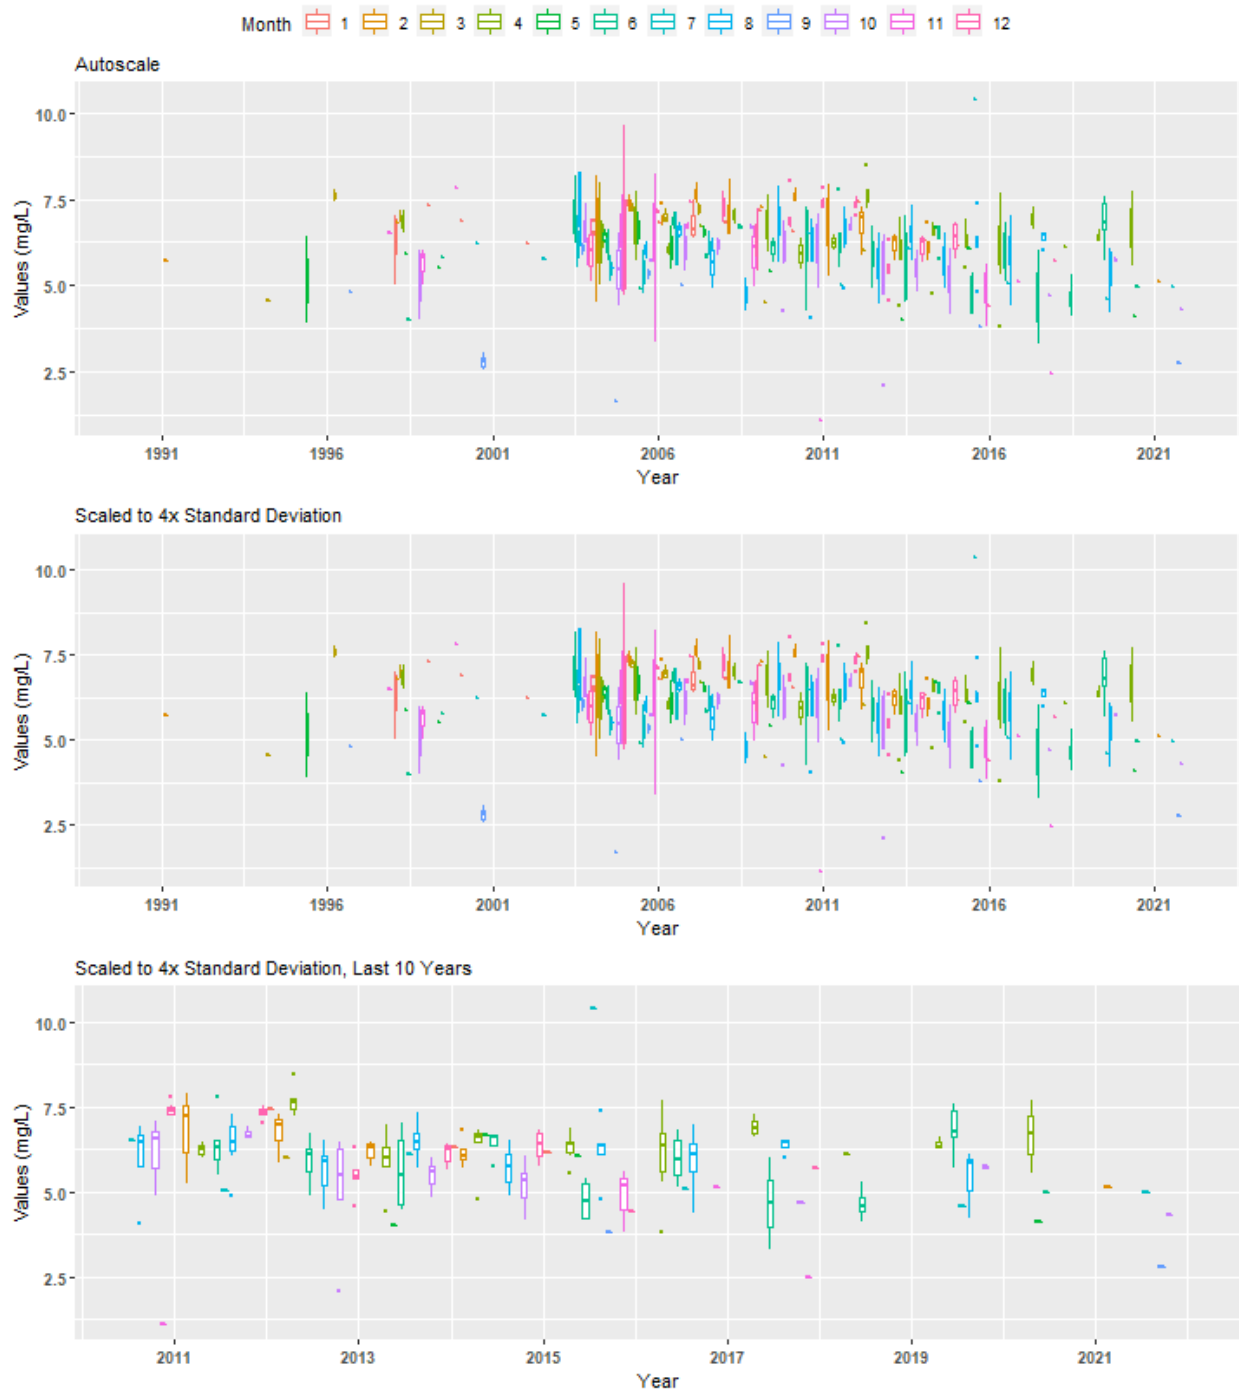 Month 1 2 3 4 5 6 7 8 9 10 11 12
Autoscale
10.0
7.5
5.0
2.5
Values (mg/L)
1991 1996 2001 2006 2011 2016 2021
Year
Scaled to 4x Standard Deviation
10.0
7.5
5.0
2.5
Values (mg/L)
1991 1996 2001 2006 2011 2016 2021
Year
Scaled to 4x Standard Deviation, Last 10 Years
10.0
7.5
5.0
2.5
Values (mg/L)
2011 2013 2015 2017 2019 2021
Year